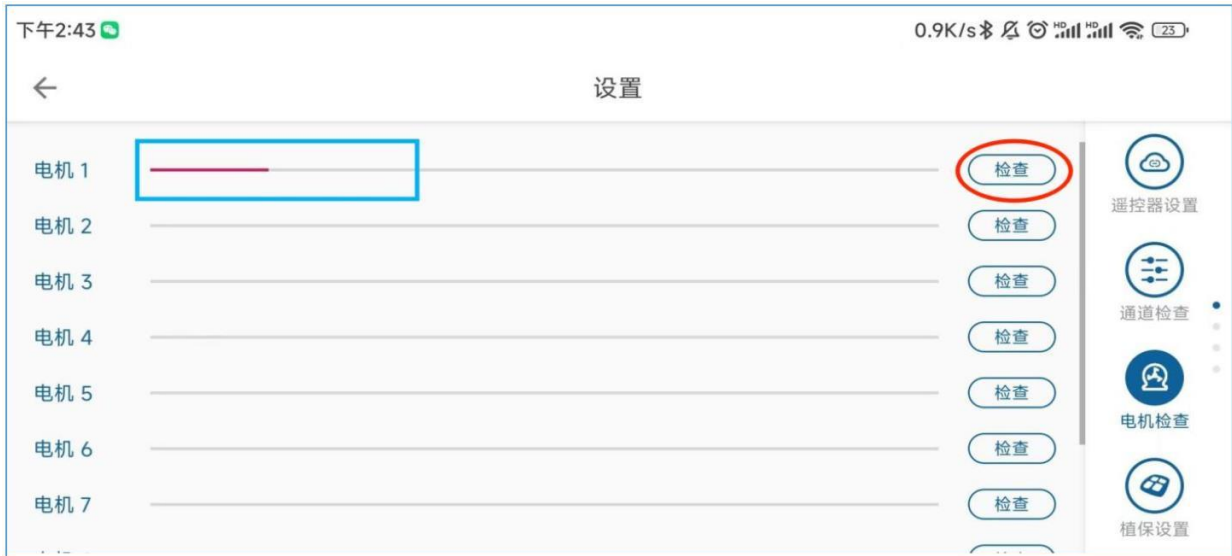 下午2:43
0.9K/s HD HD 23
设置
电机 1 检查
电机 2 检查
电机 3 检查
电机 4 检查
电机 5 检查
电机 6 检查
电机 7 检查
遥控器设置
通道检查
电机检查
植保设置